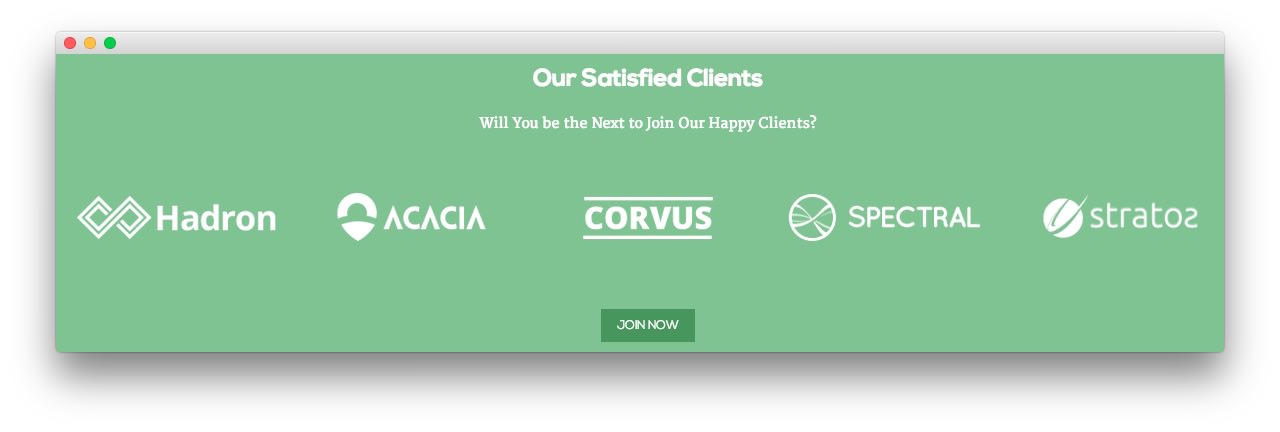 Our Satisfied Clients
Will You be the Next to Join Our Happy Clients?
Hadron
ACACIA
CORVUS
SPECTRAL
stratos
JOIN NOW